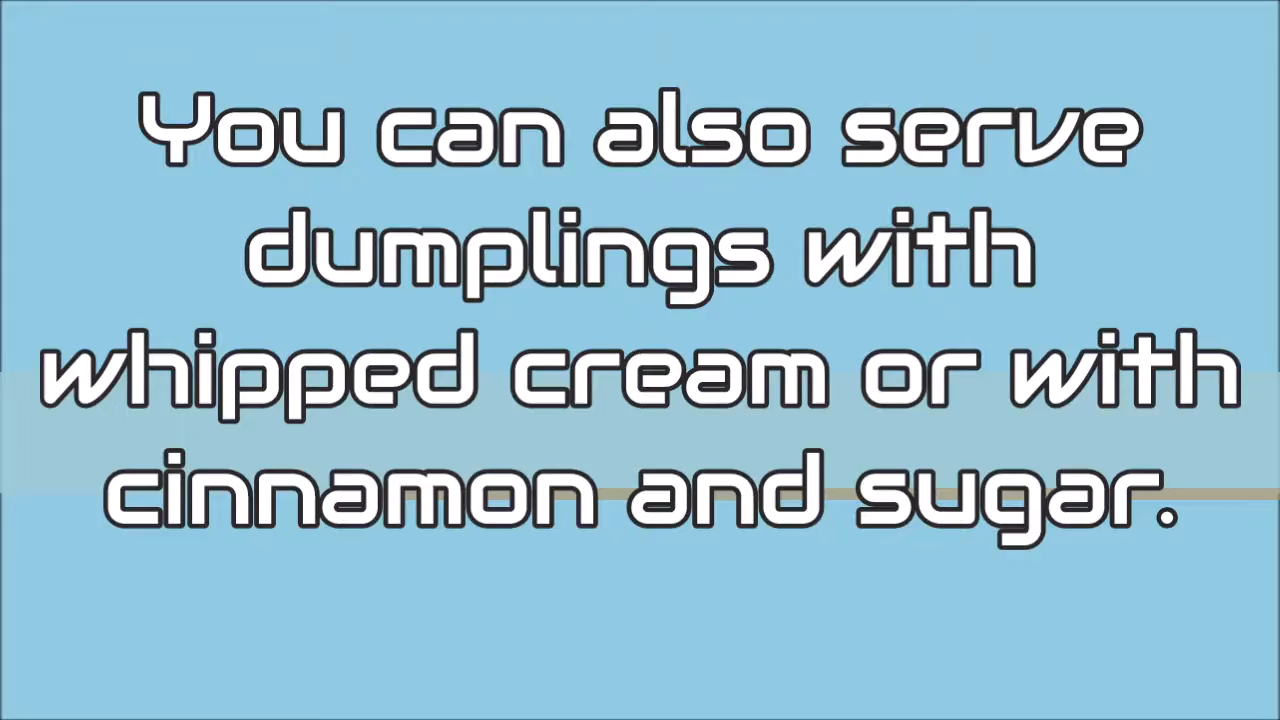 You can also serve
dumplings with
whipped cream or with
cinnamon and sugar.